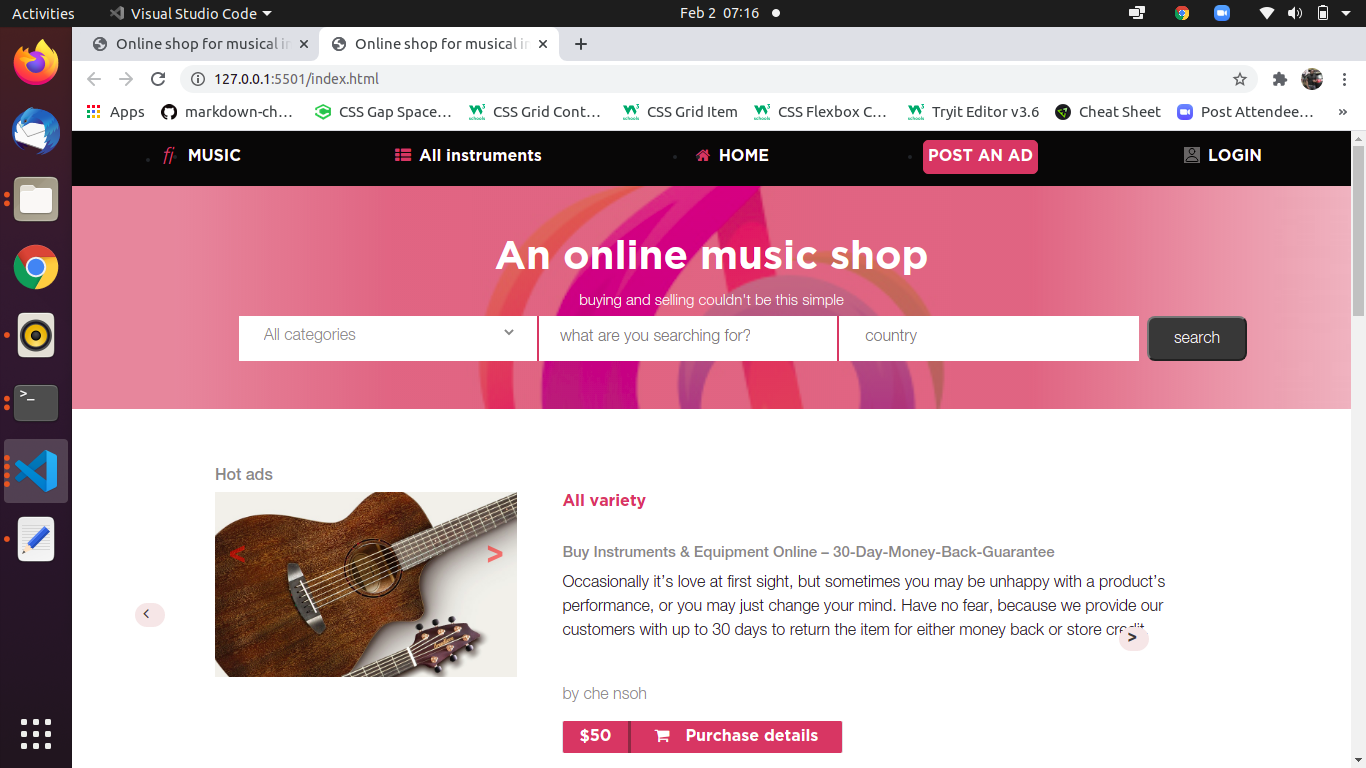 Activities
Visual Studio Code
Feb 2 07:16
Online shop for musical in
Online shop for musical in
127.0.0.1:5501/index.html
Apps
markdown-ch...
CSS Gap Space...
CSS Grid Cont...
CSS Grid Item
CSS Flexbox C...
Tryit Editor v3.6
Cheat Sheet
Post Attendee...
»
MUSIC
All instruments
HOME
POST AN AD
LOGIN
An online music shop
buying and selling couldn't be this simple
All categories
what are you searching for?
country
search
Hot ads
<
>
<
All variety
Buy Instruments & Equipment Online – 30-Day-Money-Back-Guarantee
Occasionally it’s love at first sight, but sometimes you may be unhappy with a product’s
performance, or you may just change your mind. Have no fear, because we provide our
customers with up to 30 days to return the item for either money back or store credit.
>
by che nsoh
$50
Purchase details